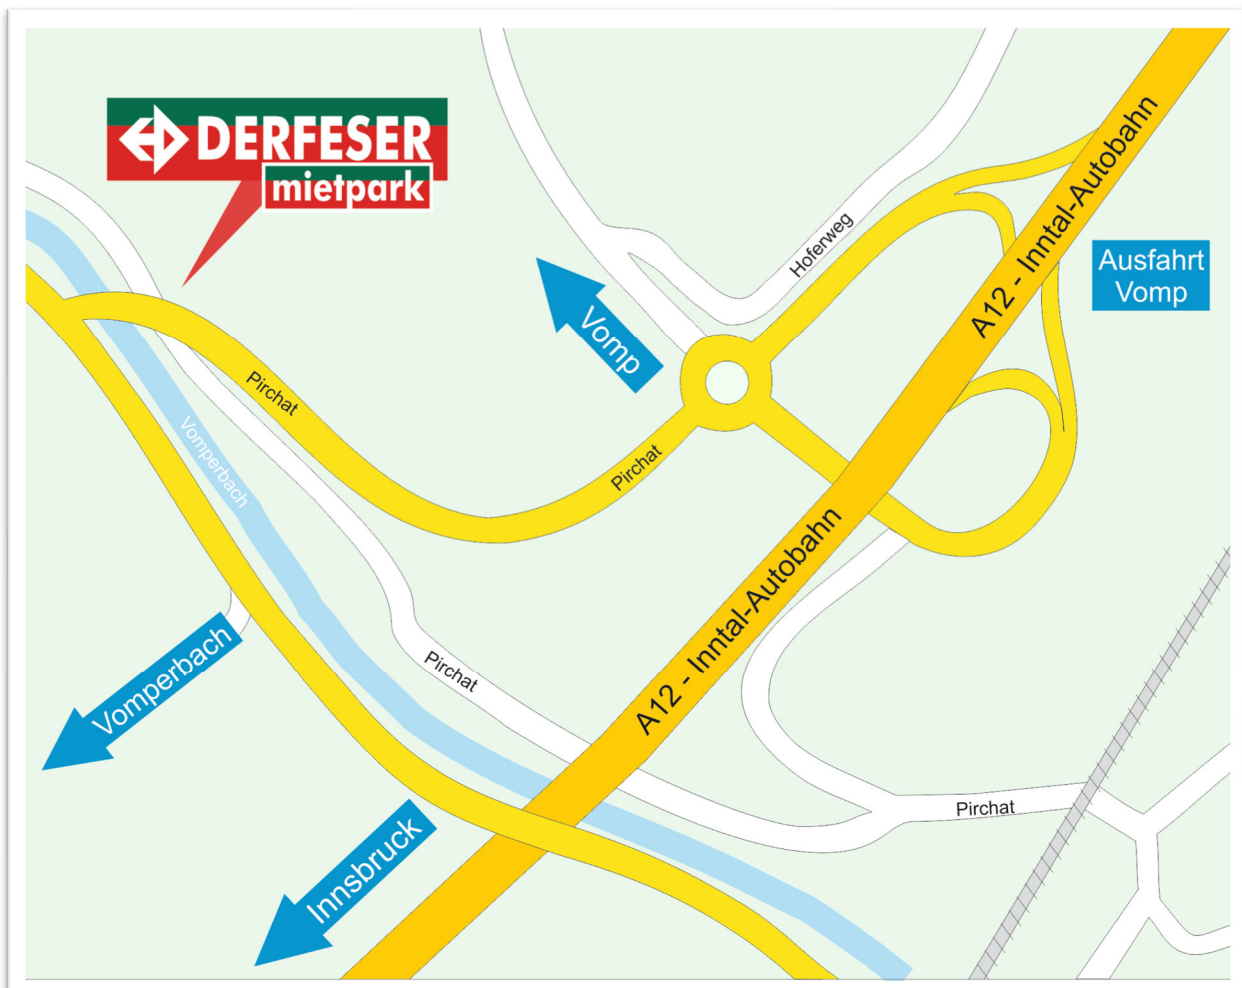 DERFESER
mietpark
Hoferweg
A12 - Inntal-Autobahn
Ausfahrt
Vomp
Vomp
Pirchat
Vomperbach
Pirchat
A12 - Inntal-Autobahn
Vomperbach
Pirchat
Pirchat
Innsbruck